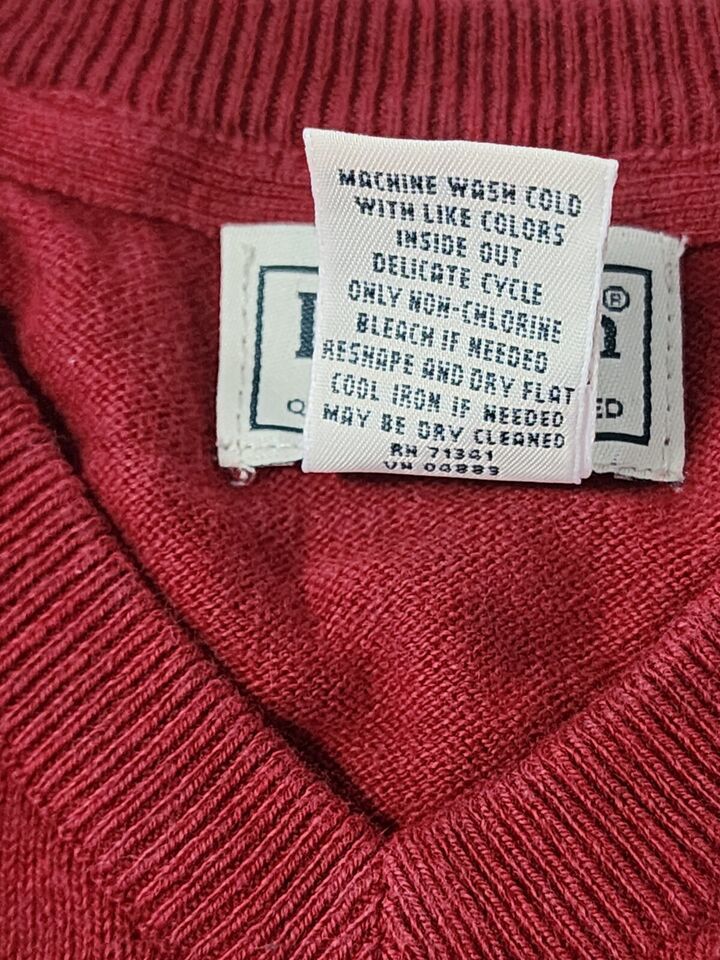 MACHINE WASH COLD
WITH LIKE COLORS
INSIDE OUT
DELICATE CYCLE
ONLY NON-CHLORINE
BLEACH IF NEEDED
RESHAPE AND DRY FLAT
COOL IRON IF NEEDED
MAY BE DRY CLEANED
RN 71341
VN 04883
®